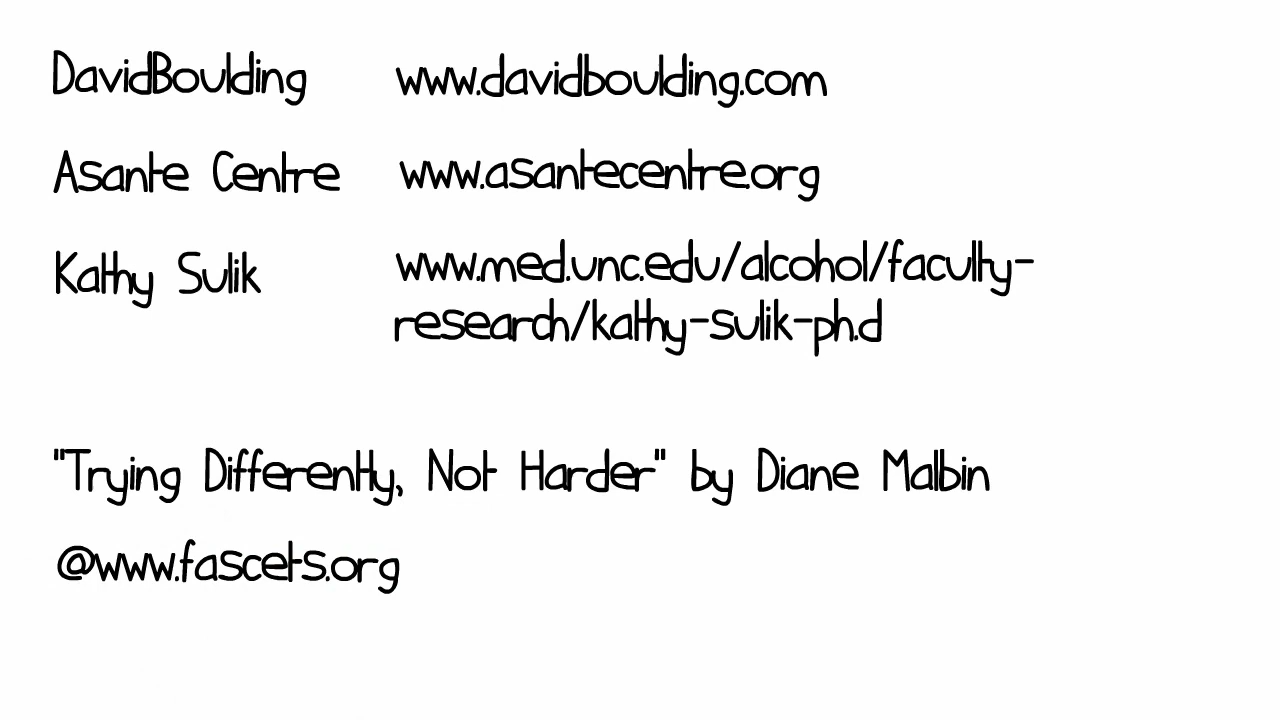 DavidBoulding www.davidboulding.com
Asante Centre www.asantecentre.org
Kathy Sulik www.med.unc.edu/alcohol/faculty-
research/kathy-sulik-ph.d
"Trying Differently, Not Harder" by Diane Malbin
@www.fascets.org